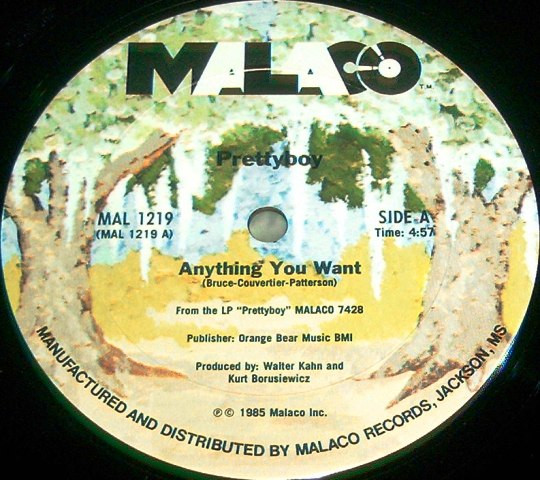 MALACO T.M.
Prettyboy
MAL 1219
(MAL 1219 A)
SIDE-A
Time: 4:57
Anything You Want
(Bruce-Couvertier-Patterson)
From the LP "Prettyboy" MALACO 7428
Publisher: Orange Bear Music BMI
Produced by: Walter Kahn and
Kurt Borusiewicz
℗ © 1985 Malaco Inc.
MANUFACTURED AND DISTRIBUTED BY MALACO RECORDS, JACKSON, MS